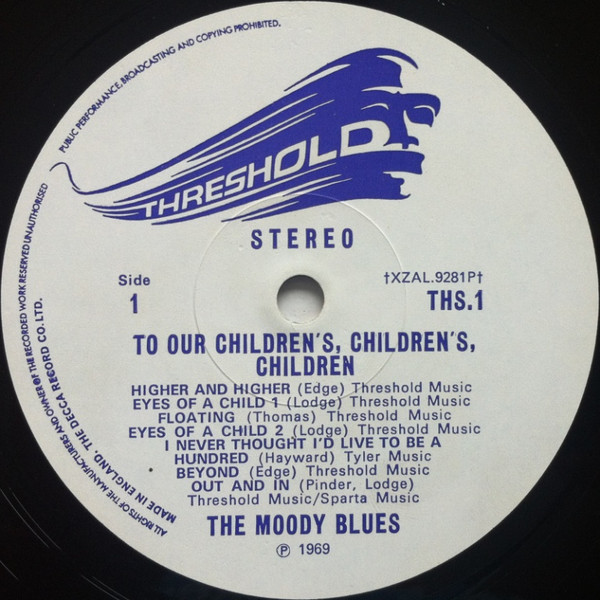 PUBLIC PERFORMANCE, BROADCASTING AND COPYING PROHIBITED.
ALL RIGHTS OF THE MANUFACTURERS AND OWNER OF THE RECORDED WORK RESERVED UNAUTHORISED
MADE IN ENGLAND. THE DECCA RECORD CO. LTD.
THRESHOLD
STEREO
Side
1
†XZAL.9281P†
THS.1
TO OUR CHILDREN'S, CHILDREN'S,
CHILDREN
HIGHER AND HIGHER (Edge) Threshold Music
EYES OF A CHILD 1 (Lodge) Threshold Music
FLOATING (Thomas) Threshold Music
EYES OF A CHILD 2 (Lodge) Threshold Music
I NEVER THOUGHT I'D LIVE TO BE A
HUNDRED (Hayward) Tyler Music
BEYOND (Edge) Threshold Music
OUT AND IN (Pinder, Lodge)
Threshold Music/Sparta Music
THE MOODY BLUES
℗ 1969